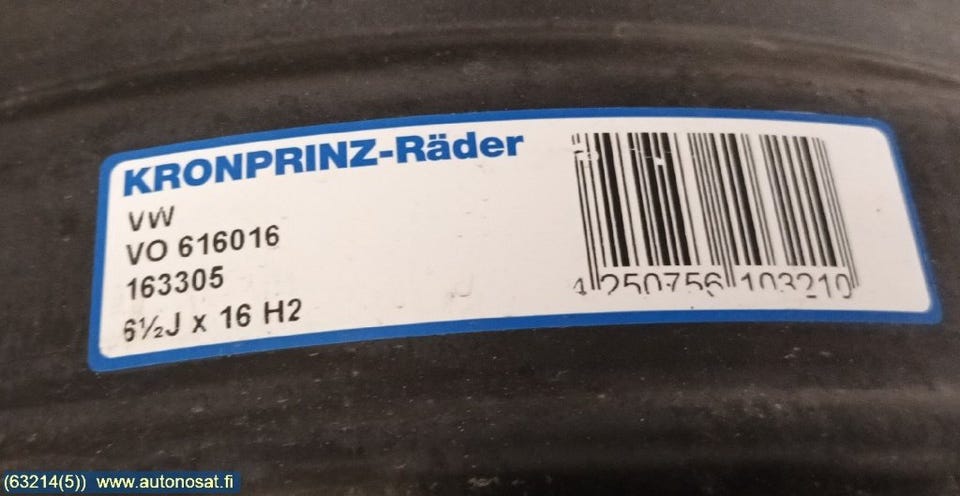 KRONPRINZ-Räder
VW
VO 616016
163305
6½J x 16 H2
4 250756 103210
(63214(5)) www.autonosat.fi